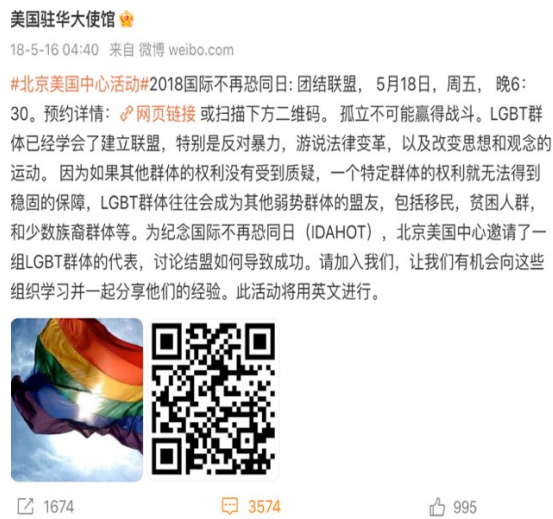 美国驻华大使馆
18-5-16 04:40 来自 微博 weibo.com
#北京美国中心活动#2018国际不再恐同日: 团结联盟， 5月18日，周五， 晚6：
30。预约详情： 网页链接 或扫描下方二维码。 孤立不可能赢得战斗。LGBT群
体已经学会了建立联盟，特别是反对暴力，游说法律变革，以及改变思想和观念的
运动。 因为如果其他群体的权利没有受到质疑，一个特定群体的权利就无法得到
稳固的保障，LGBT群体往往会成为其他弱势群体的盟友，包括移民，贫困人群，
和少数族裔群体等。为纪念国际不再恐同日（IDAHOT），北京美国中心邀请了一
组LGBT群体的代表，讨论结盟如何导致成功。请加入我们，让我们有机会向这些
组织学习并一起分享他们的经验。此活动将用英文进行。
1674
3574
995